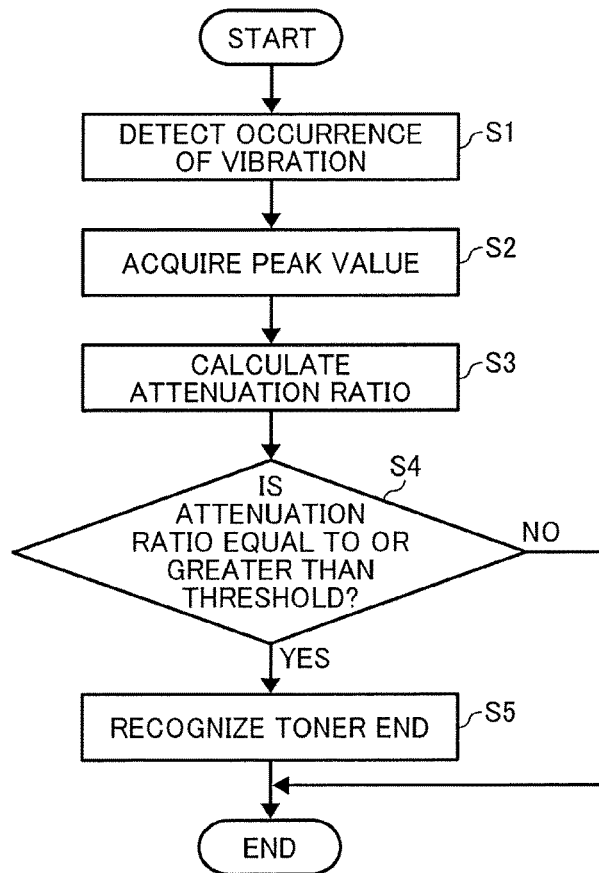 START
DETECT OCCURRENCE
OF VIBRATION
S1
ACQUIRE PEAK VALUE
S2
CALCULATE
ATTENUATION RATIO
S3
S4
IS
ATTENUATION
RATIO EQUAL TO OR
GREATER THAN
THRESHOLD?
NO
YES
RECOGNIZE TONER END
S5
END